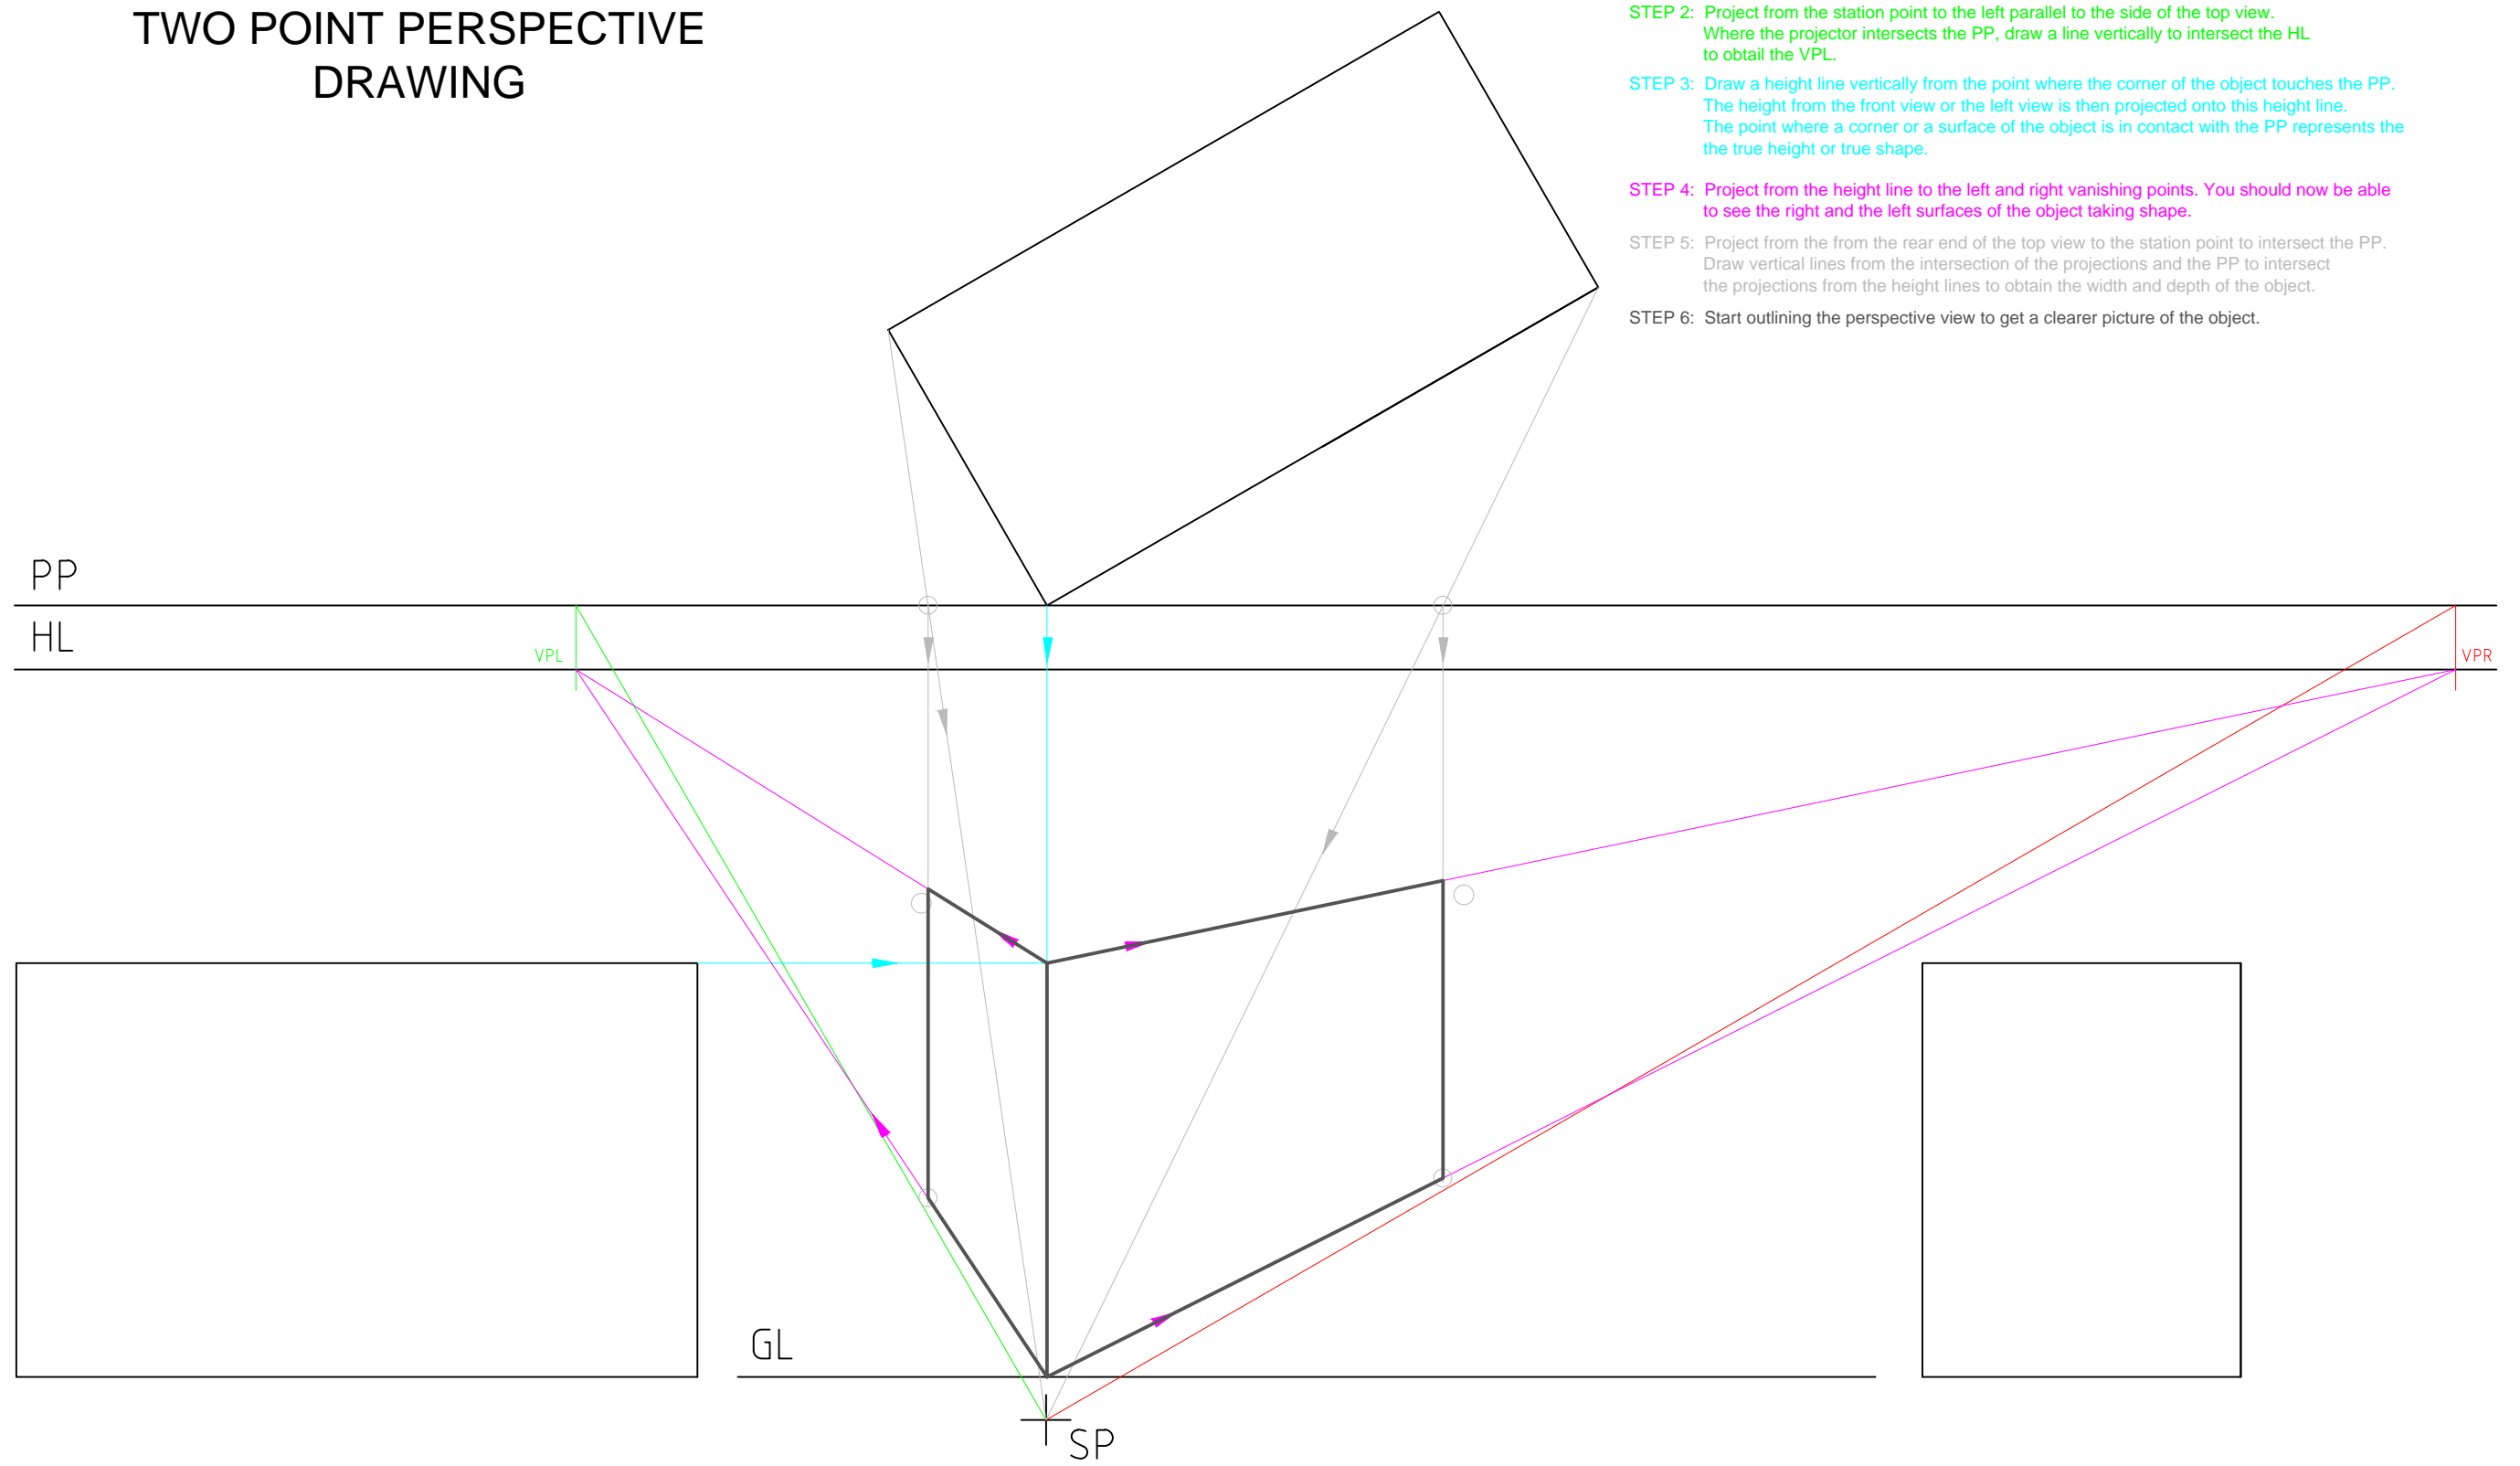 TWO POINT PERSPECTIVE
DRAWING
STEP 2: Project from the station point to the left parallel to the side of the top view.
Where the projector intersects the PP, draw a line vertically to intersect the HL
to obtail the VPL.
STEP 3: Draw a height line vertically from the point where the corner of the object touches the PP.
The height from the front view or the left view is then projected onto this height line.
The point where a corner or a surface of the object is in contact with the PP represents the
the true height or true shape.
STEP 4: Project from the height line to the left and right vanishing points. You should now be able
to see the right and the left surfaces of the object taking shape.
STEP 5: Project from the from the rear end of the top view to the station point to intersect the PP.
Draw vertical lines from the intersection of the projections and the PP to intersect
the projections from the height lines to obtain the width and depth of the object.
STEP 6: Start outlining the perspective view to get a clearer picture of the object.
PP
HL
VPL
VPR
GL
SP